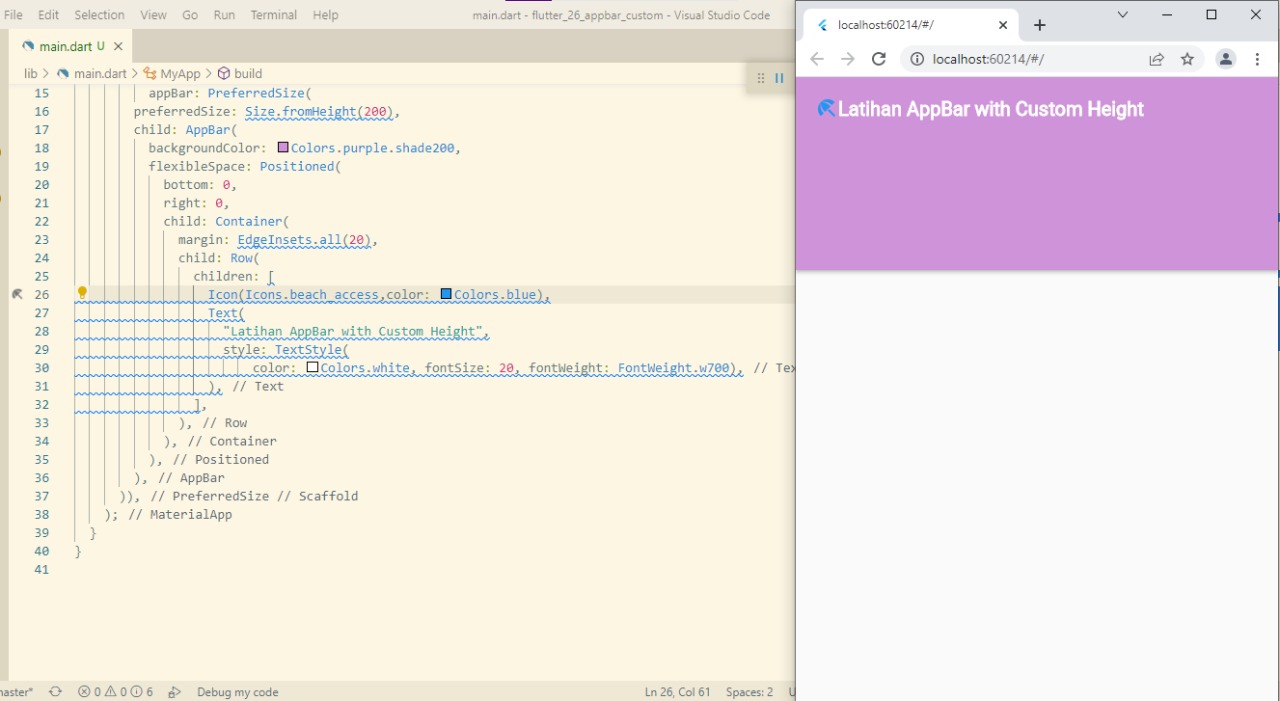 File Edit Selection View Go Run Terminal Help main.dart - flutter_26_appbar_custom - Visual Studio Code
main.dart U
lib > main.dart > MyApp > build
15 appBar: PreferredSize(
16 preferredSize: Size.fromHeight(200),
17 child: AppBar(
18 backgroundColor: Colors.purple.shade200,
19 flexibleSpace: Positioned(
20 bottom: 0,
21 right: 0,
22 child: Container(
23 margin: EdgeInsets.all(20),
24 child: Row(
25 children: [
26 Icon(Icons.beach_access,color: Colors.blue),
27 Text(
28 "Latihan AppBar with Custom Height",
29 style: TextStyle(
30 color: Colors.white, fontSize: 20, fontWeight: FontWeight.w700), // Tex
31 ), // Text
32 ],
33 ), // Row
34 ), // Container
35 ), // Positioned
36 ), // AppBar
37 )), // PreferredSize // Scaffold
38 ); // MaterialApp
39 }
40 }
41
master* 0 0 6 Debug my code Ln 26, Col 61 Spaces: 2 U
localhost:60214/#/
localhost:60214/#/
Latihan AppBar with Custom Height